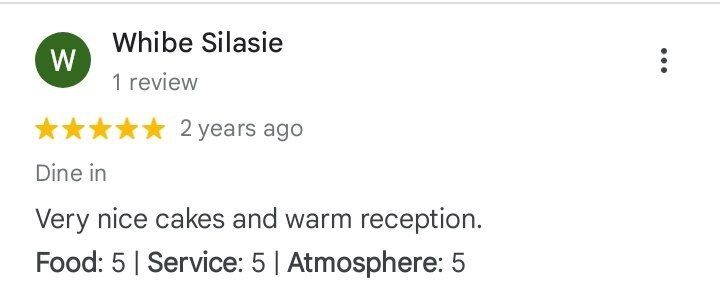 W
Whibe Silasie
1 review
2 years ago
Dine in
Very nice cakes and warm reception.
Food: 5 | Service: 5 | Atmosphere: 5